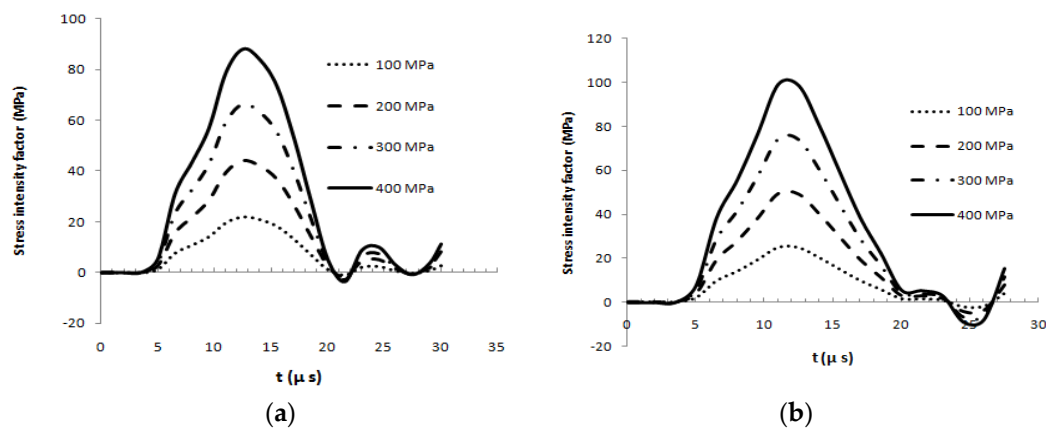 Stress intensity factor (MPa)
100
80
60
40
20
0
-20
0 5 10 15 20 25 30 35
t (µ s)
100 MPa
200 MPa
300 MPa
400 MPa
(a)
Stress intensity factor (MPa)
120
100
80
60
40
20
0
-20
0 5 10 15 20 25 30
t (µ s)
100 MPa
200 MPa
300 MPa
400 MPa
(b)